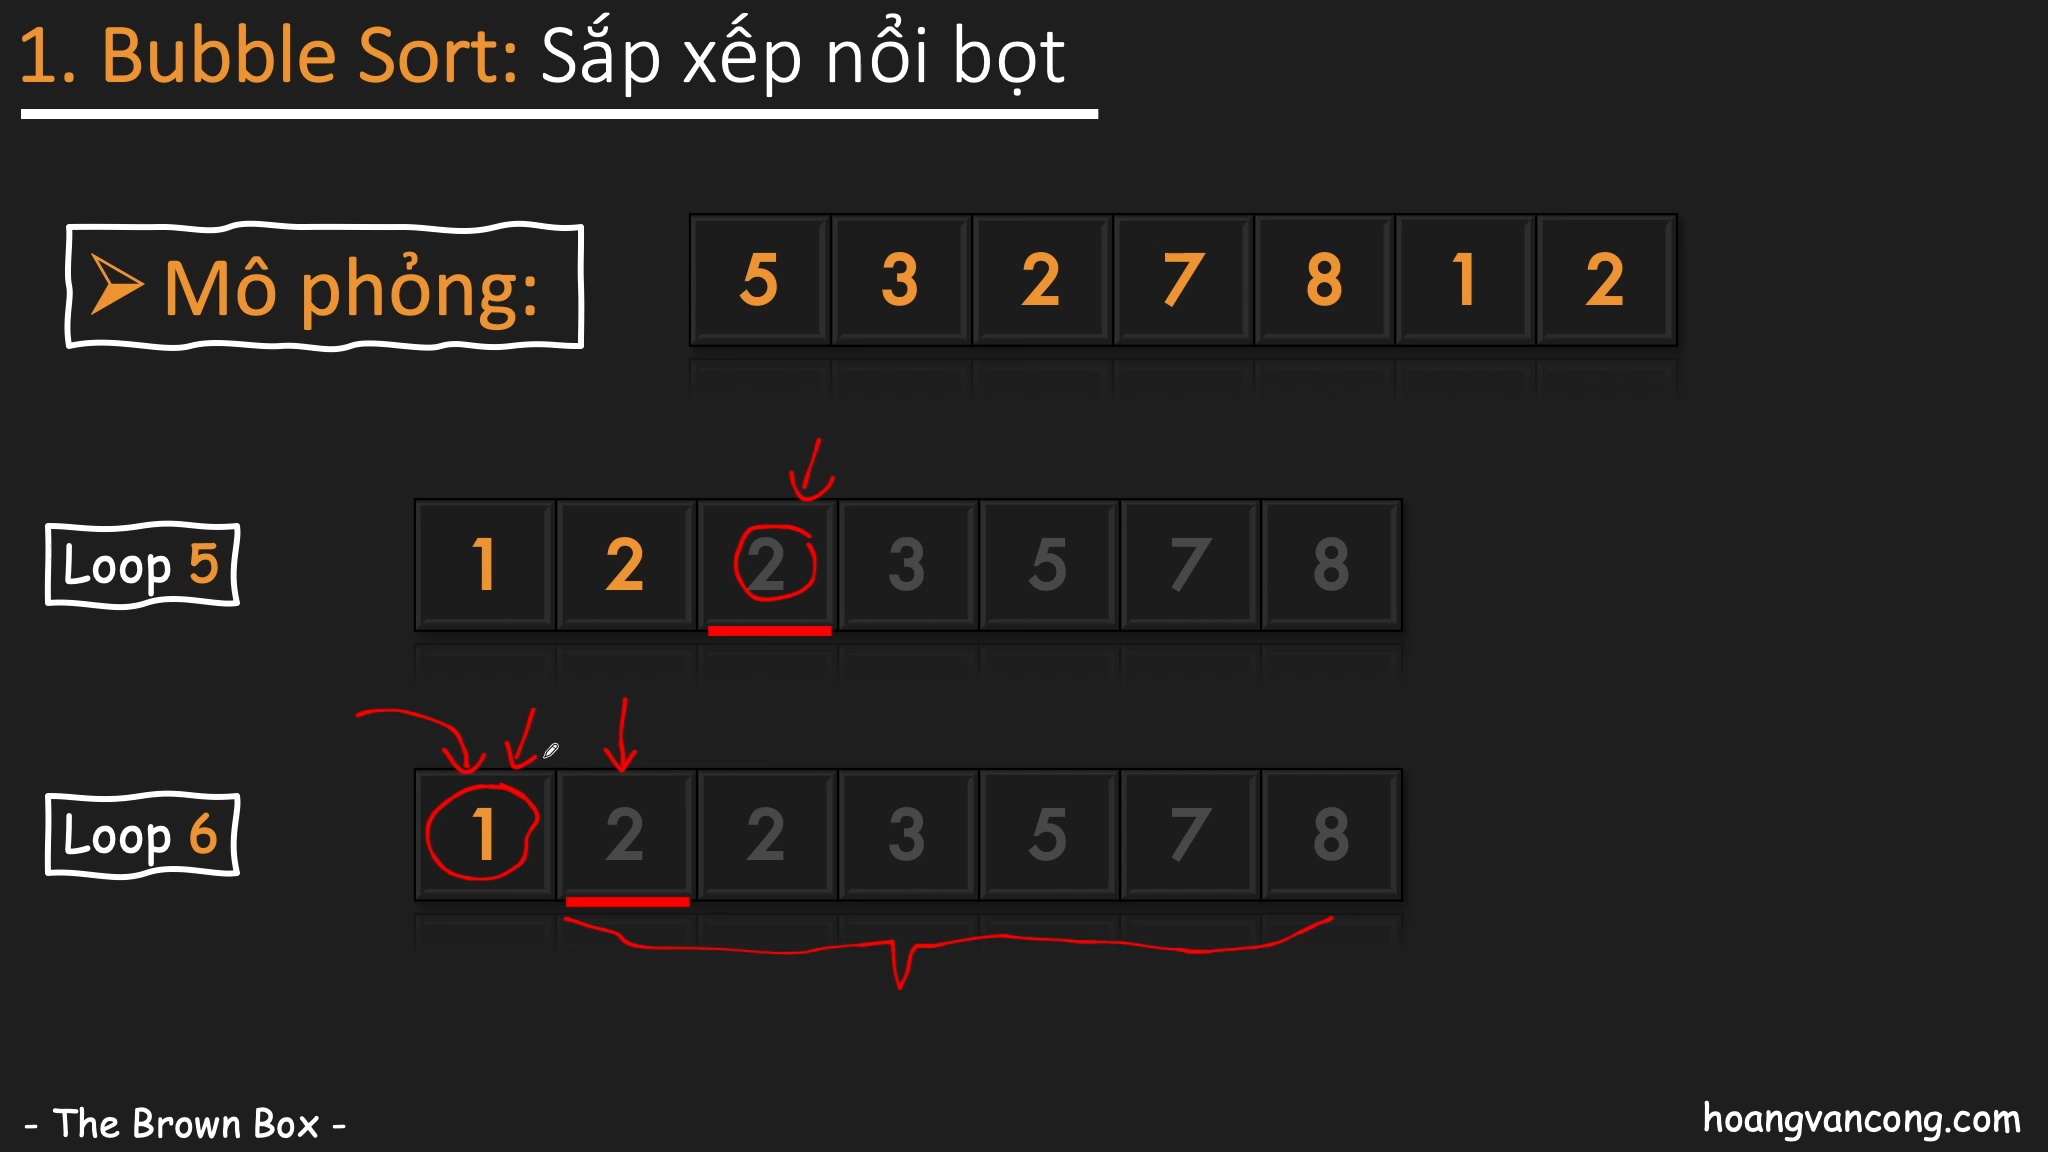 1. Bubble Sort: Sắp xếp nổi bọt
Mô phỏng:
5 3 2 7 8 1 2
Loop 5
1 2 2 3 5 7 8
Loop 6
1 2 2 3 5 7 8
- The Brown Box -
hoangvancong.com